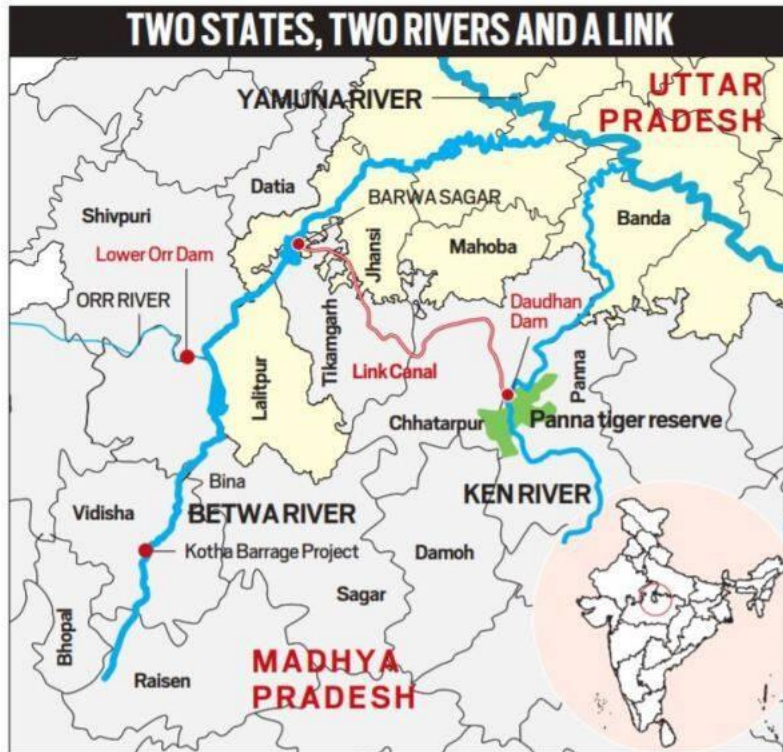 TWO STATES, TWO RIVERS AND A LINK
YAMUNA RIVER
UTTAR
PRADESH
Datia
BARWA SAGAR
Shivpuri
Banda
Jhansi
Mahoba
Lower Orr Dam
Daudhan
Dam
ORR RIVER
Tikamgarh
Link Canal
Lalitpur
Panna
Chhatarpur
Panna tiger reserve
Bina
KEN RIVER
Vidisha
BETWA RIVER
Kotha Barrage Project
Damoh
Sagar
Bhopal
MADHYA
PRADESH
Raisen